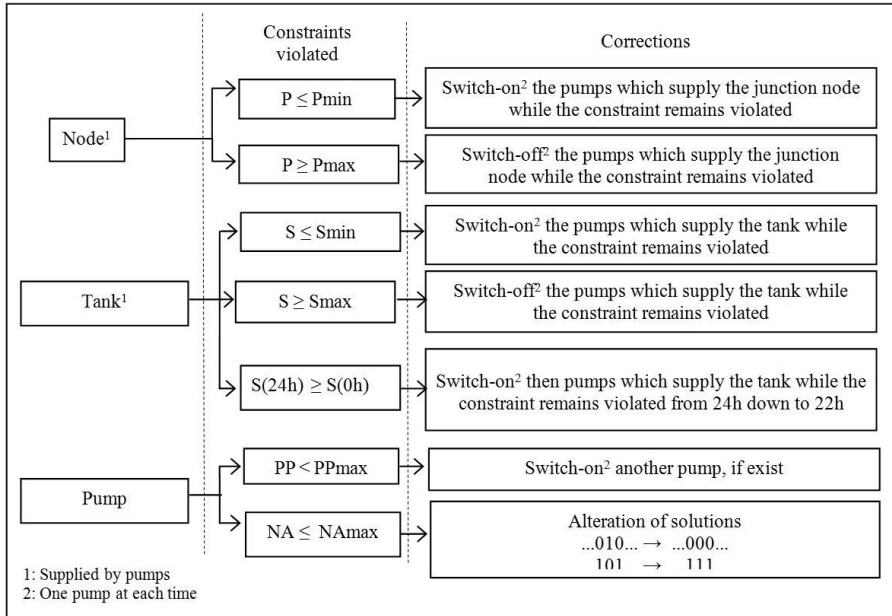 Constraints
violated
Corrections
Node¹
P ≤ Pmin
Switch-on² the pumps which supply the junction node
while the constraint remains violated
P ≥ Pmax
Switch-off² the pumps which supply the junction
node while the constraint remains violated
Tank¹
S ≤ Smin
Switch-on² the pumps which supply the tank while
the constraint remains violated
S ≥ Smax
Switch-off² the pumps which supply the tank while
the constraint remains violated
S(24h) ≥ S(0h)
Switch-on² then pumps which supply the tank while the
constraint remains violated from 24h down to 22h
Pump
PP < PPmax
Switch-on² another pump, if exist
NA ≤ NAmax
Alteration of solutions
...010... → ...000...
101 → 111
1: Supplied by pumps
2: One pump at each time